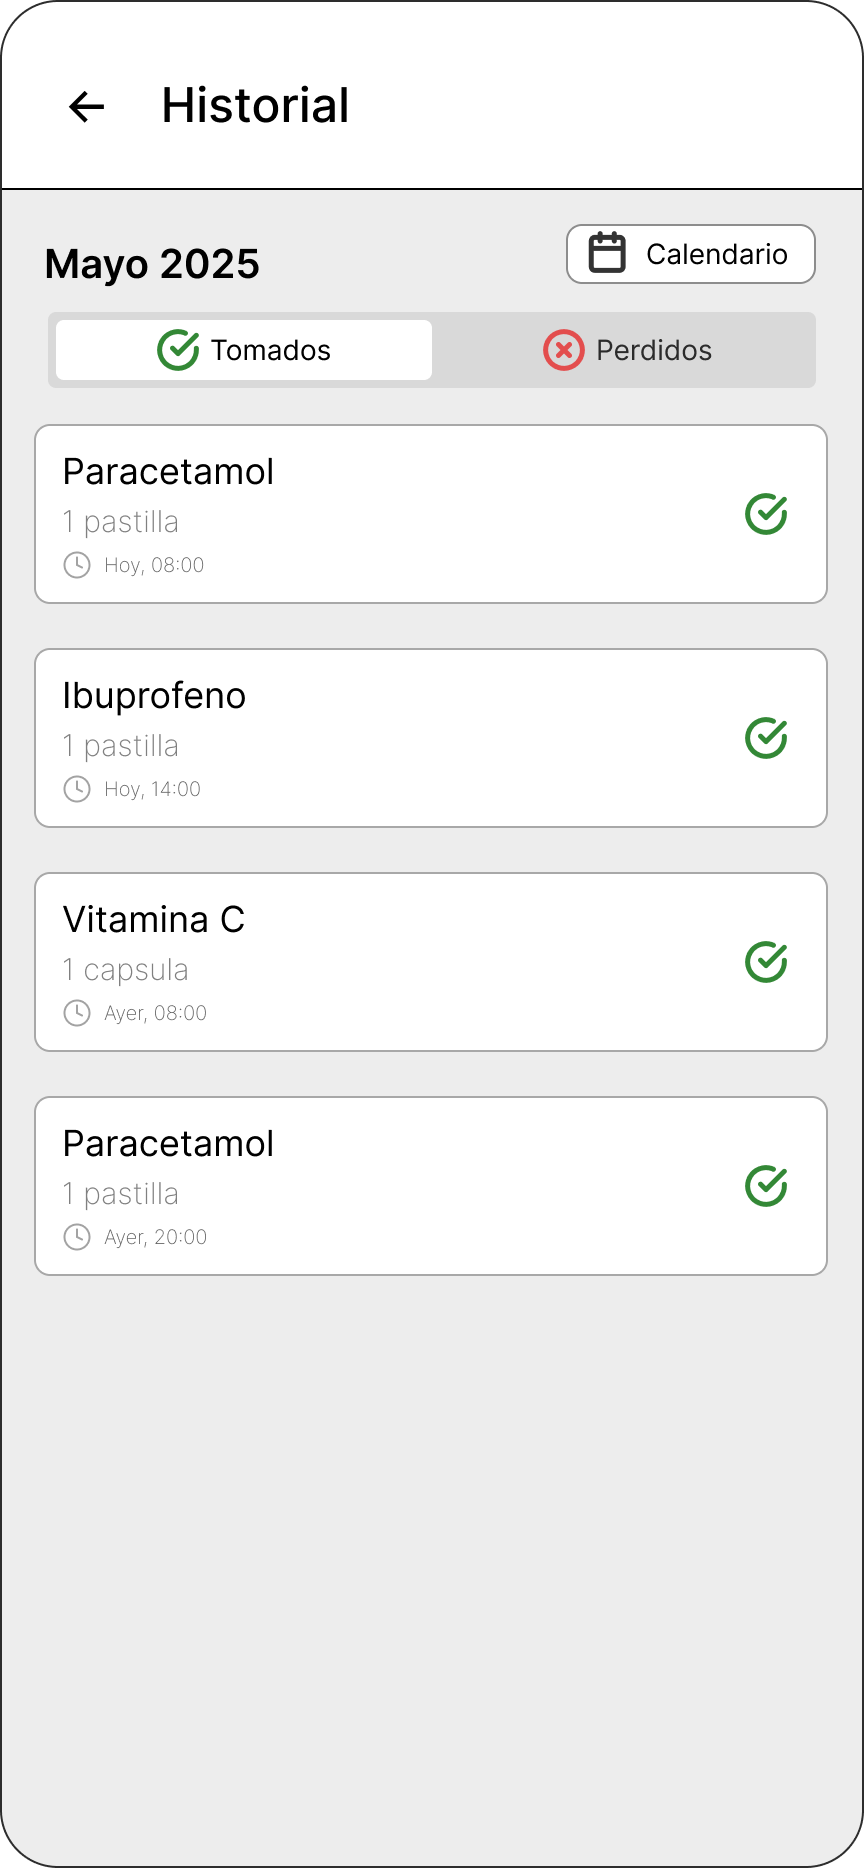 Historial
Mayo 2025
Calendario
Tomados
Perdidos
Paracetamol
1 pastilla
Hoy, 08:00
Ibuprofeno
1 pastilla
Hoy, 14:00
Vitamina C
1 capsula
Ayer, 08:00
Paracetamol
1 pastilla
Ayer, 20:00